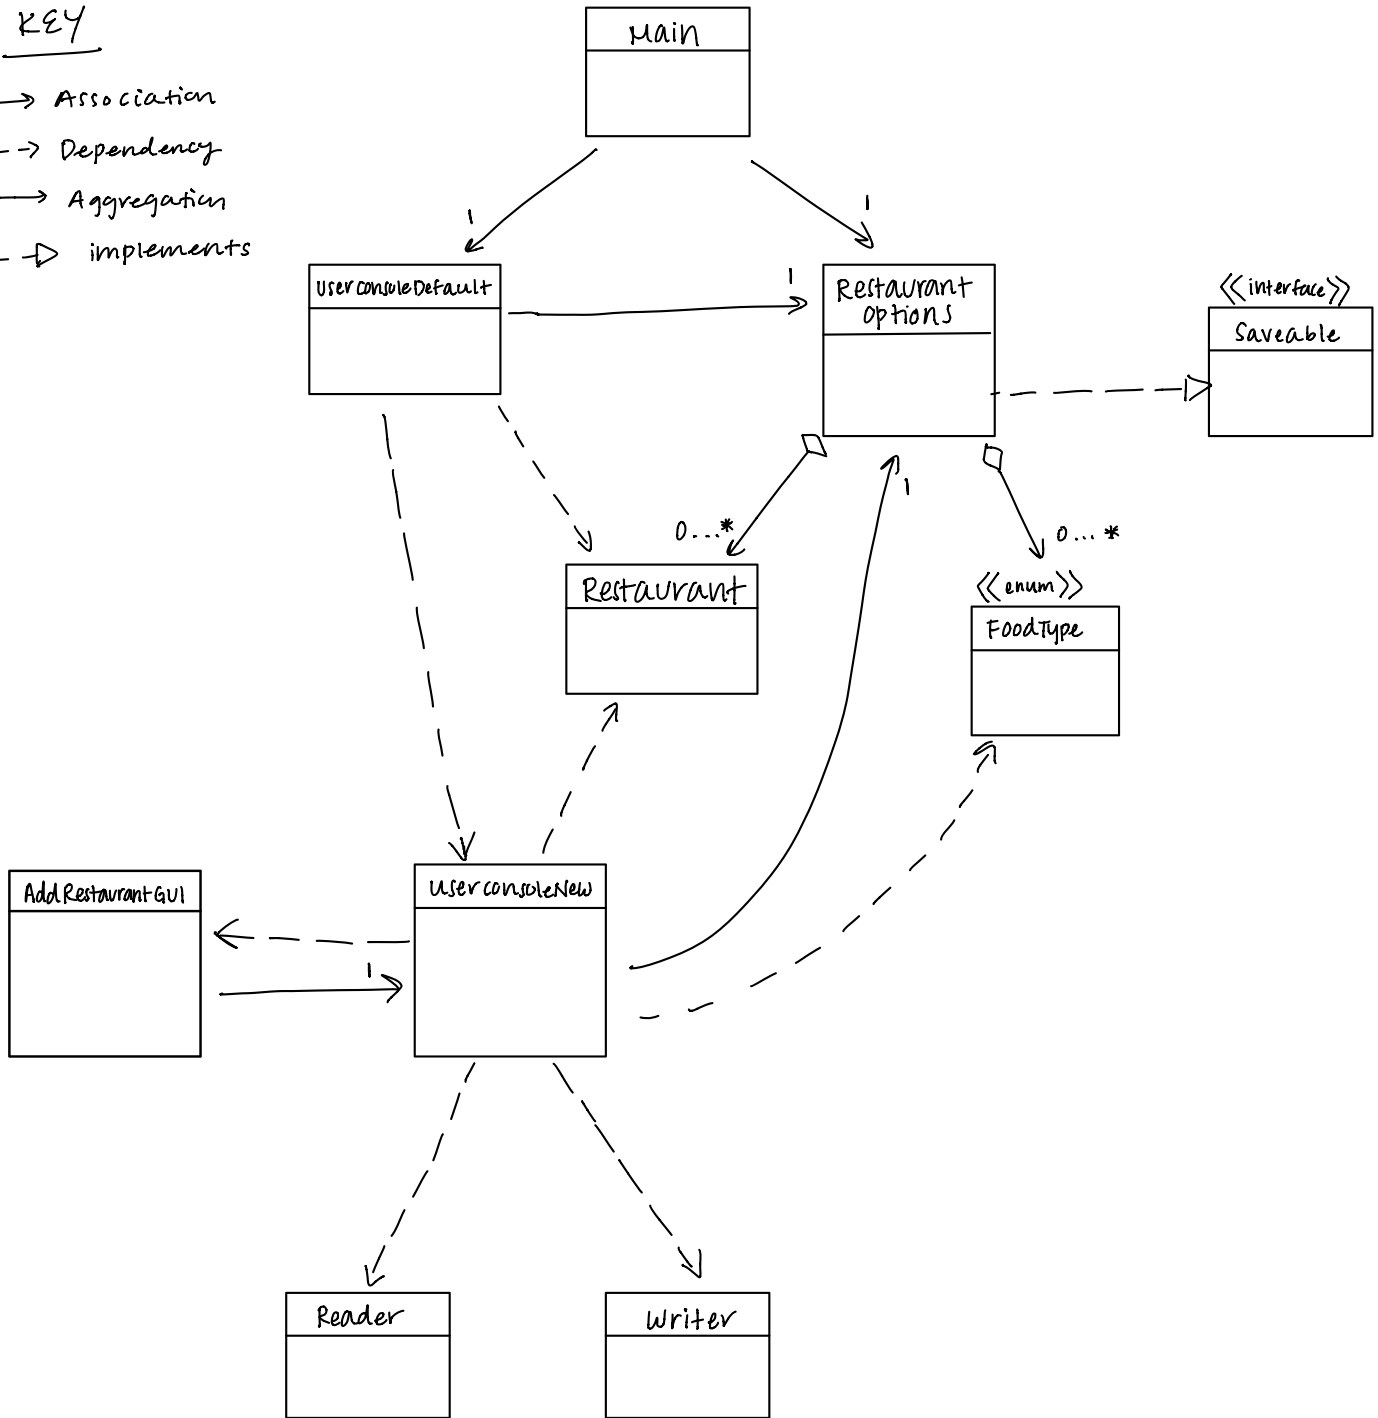 KEY
Association
Dependency
Aggregation
implements
Main
1
1
UserconsoleDefault
1
Restaurant
Options
<<interface>>
Saveable
0...*
1
0...*
Restaurant
<<enum>>
FoodType
AddRestaurantGUI
UserconsoleNew
1
Reader
Writer